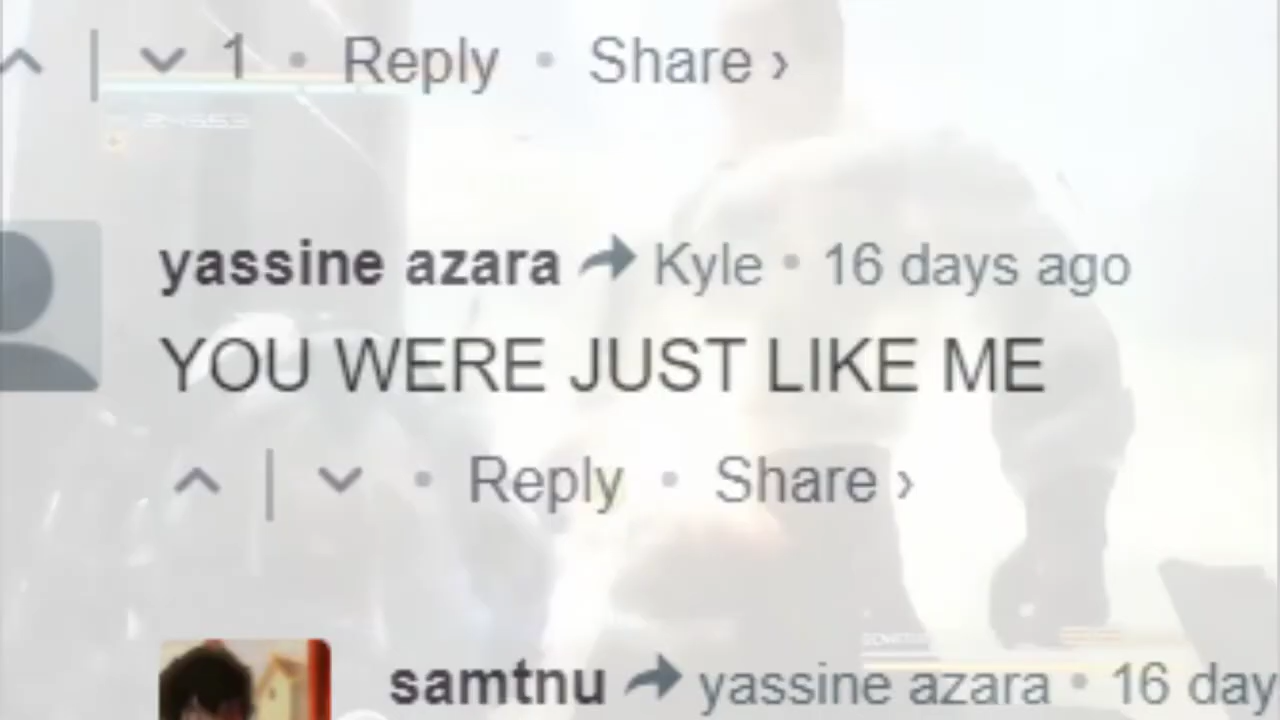 1 • Reply • Share ›
yassine azara Kyle • 16 days ago
YOU WERE JUST LIKE ME
• Reply • Share ›
samtnu yassine azara • 16 day